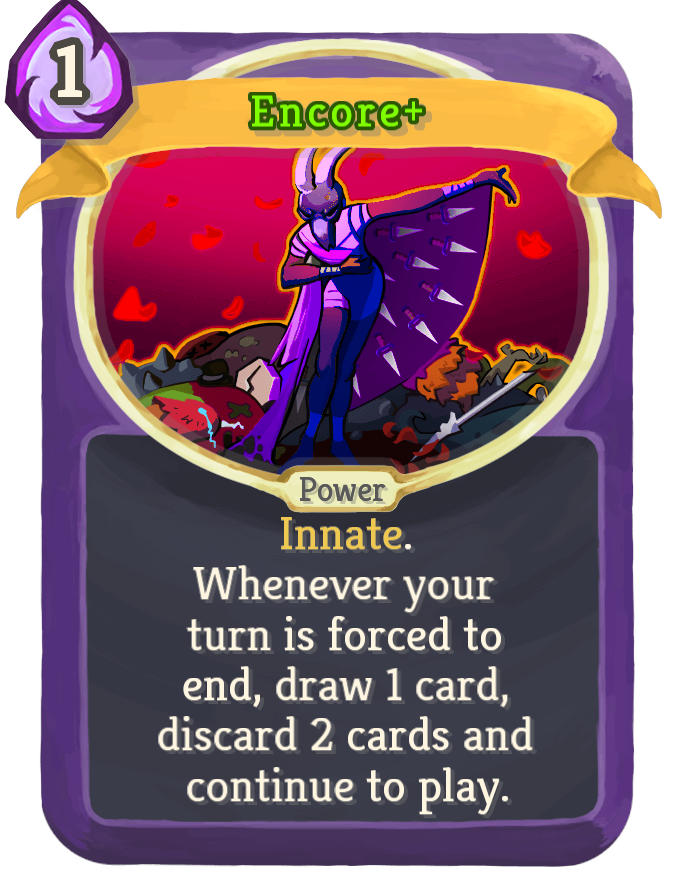 1
Encore+
Power
Innate.
Whenever your
turn is forced to
end, draw 1 card,
discard 2 cards and
continue to play.